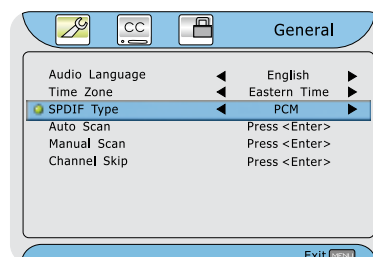 CC
General
Audio Language English
Time Zone Eastern Time
SPDIF Type PCM
Auto Scan Press <Enter>
Manual Scan Press <Enter>
Channel Skip Press <Enter>
Exit MENU